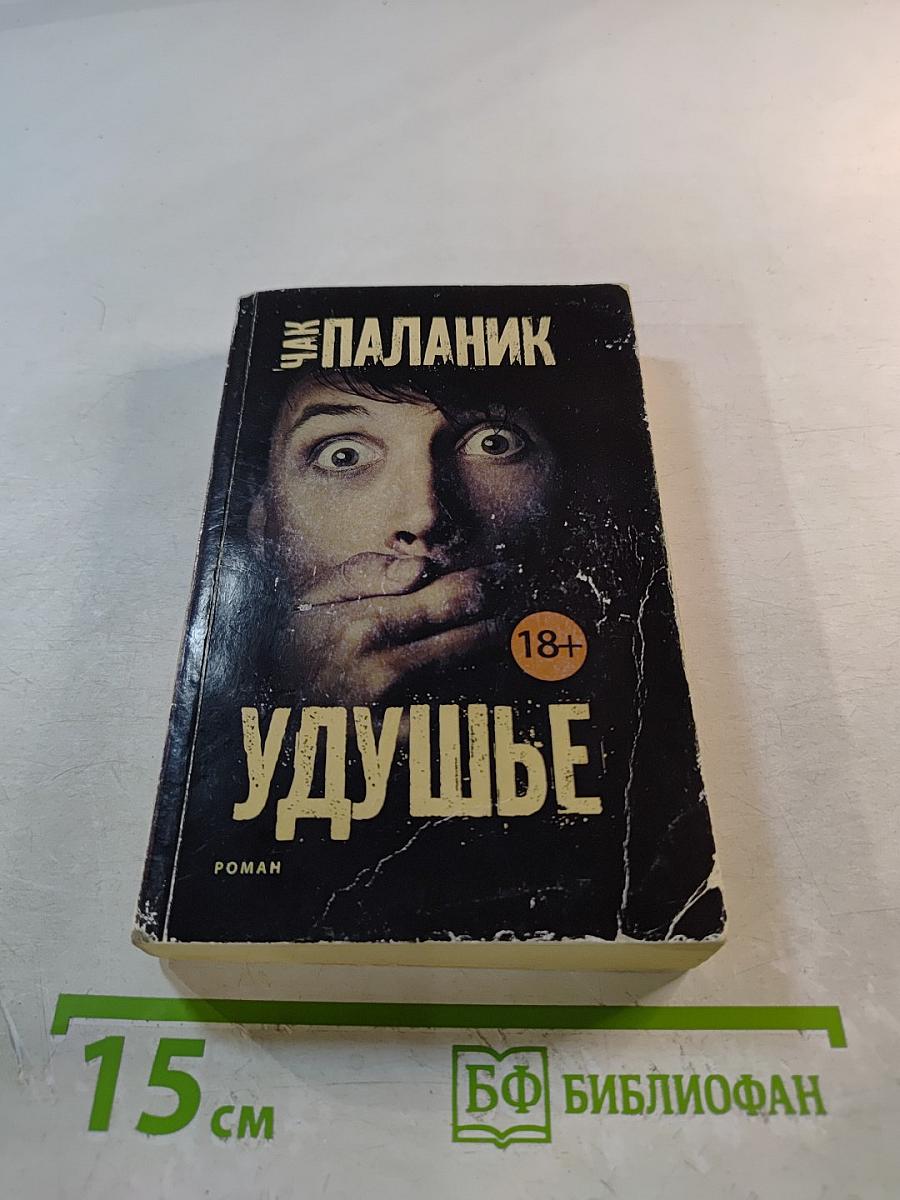 ЧАК ПАЛАНИК
18+
УДУШЬЕ
РОМАН
15 см
БФ БИБЛИОФАН